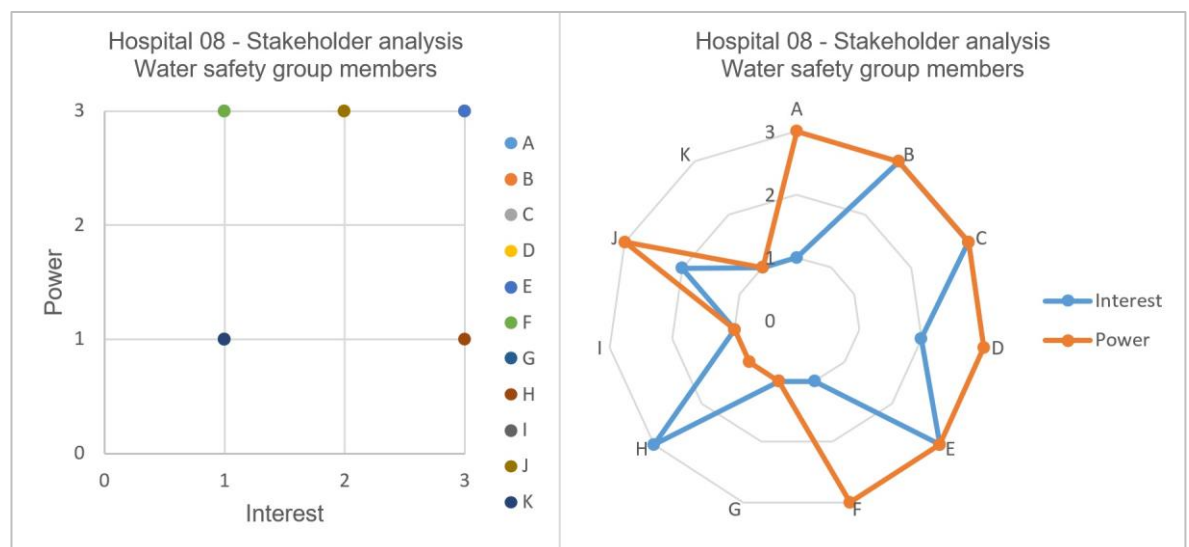 Hospital 08 - Stakeholder analysis
Water safety group members
3
2
1
0
0
1
2
3
Power
Interest
A
B
C
D
E
F
G
H
I
J
K
Hospital 08 - Stakeholder analysis
Water safety group members
A
B
C
D
E
F
G
H
I
J
K
3
2
1
0
Interest
Power